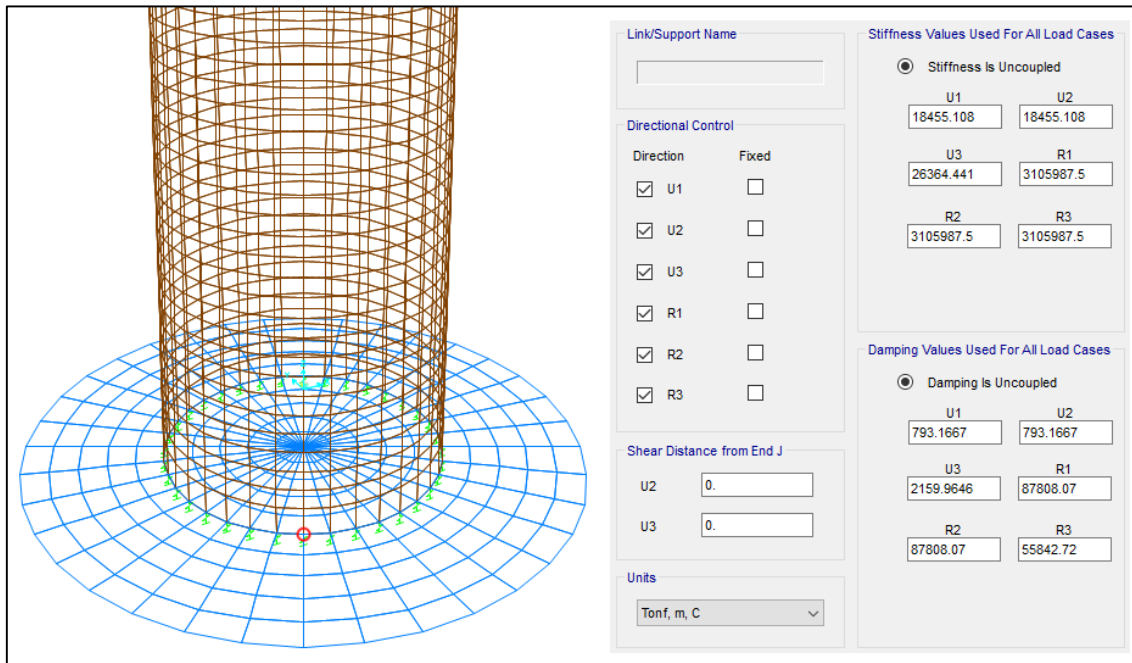 Link/Support Name
Directional Control
Direction Fixed
U1
U2
U3
R1
R2
R3
Shear Distance from End J
U2 0.
U3 0.
Units
Tonf, m, C
Stiffness Values Used For All Load Cases
Stiffness Is Uncoupled
U1 U2
18455.108 18455.108
U3 R1
26364.441 3105987.5
R2 R3
3105987.5 3105987.5
Damping Values Used For All Load Cases
Damping Is Uncoupled
U1 U2
793.1667 793.1667
U3 R1
2159.9646 87808.07
R2 R3
87808.07 55842.72